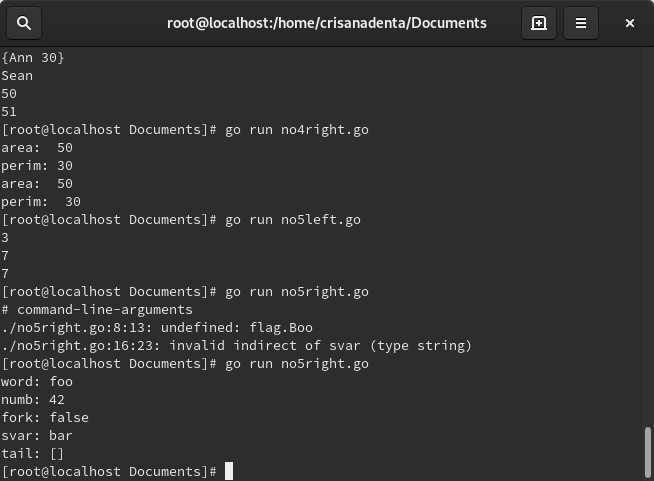 root@localhost:/home/crisanadenta/Documents
{Ann 30}
Sean
50
51
[root@localhost Documents]# go run no4right.go
area:  50
perim: 30
area:  50
perim:  30
[root@localhost Documents]# go run no5left.go
3
7
7
[root@localhost Documents]# go run no5right.go
# command-line-arguments
./no5right.go:8:13: undefined: flag.Boo
./no5right.go:16:23: invalid indirect of svar (type string)
[root@localhost Documents]# go run no5right.go
word: foo
numb: 42
fork: false
svar: bar
tail: []
[root@localhost Documents]#